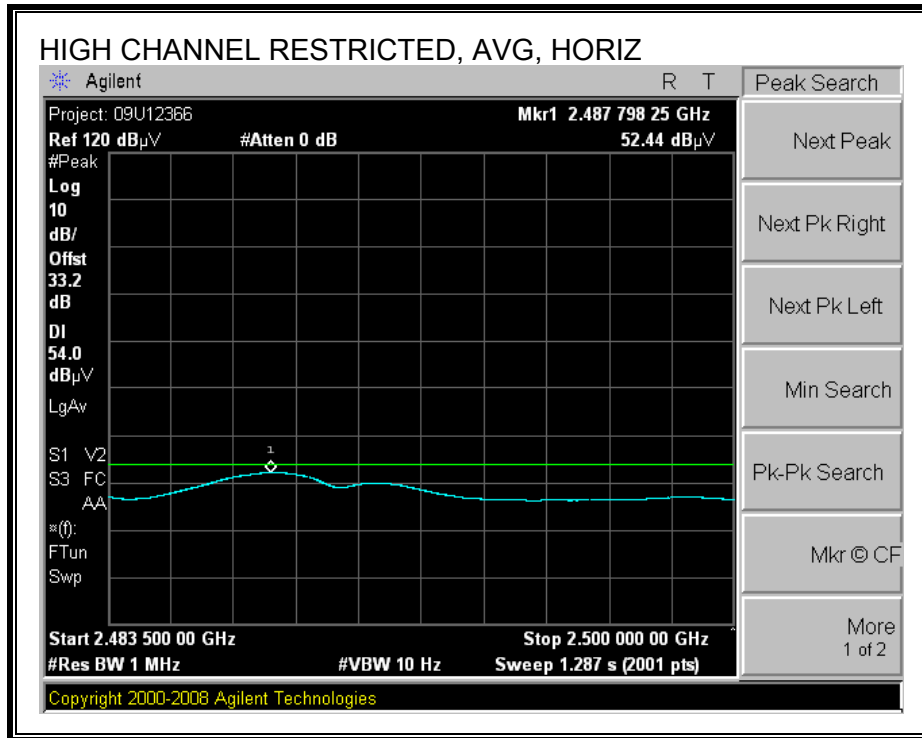 HIGH CHANNEL RESTRICTED, AVG, HORIZ
Agilent R T Peak Search
Project: 09U12366 Mkr1 2.487 798 25 GHz
Ref 120 dBµV #Atten 0 dB 52.44 dBµV
#Peak
Log
10
dB/
Offst
33.2
dB
DI
54.0
dBµV
LgAv
S1 V2
S3 FC
AA
¤(f):
FTun
Swp
1
Start 2.483 500 00 GHz Stop 2.500 000 00 GHz ^
#Res BW 1 MHz #VBW 10 Hz Sweep 1.287 s (2001 pts)
Copyright 2000-2008 Agilent Technologies
Next Peak
Next Pk Right
Next Pk Left
Min Search
Pk-Pk Search
Mkr © CF
More
1 of 2